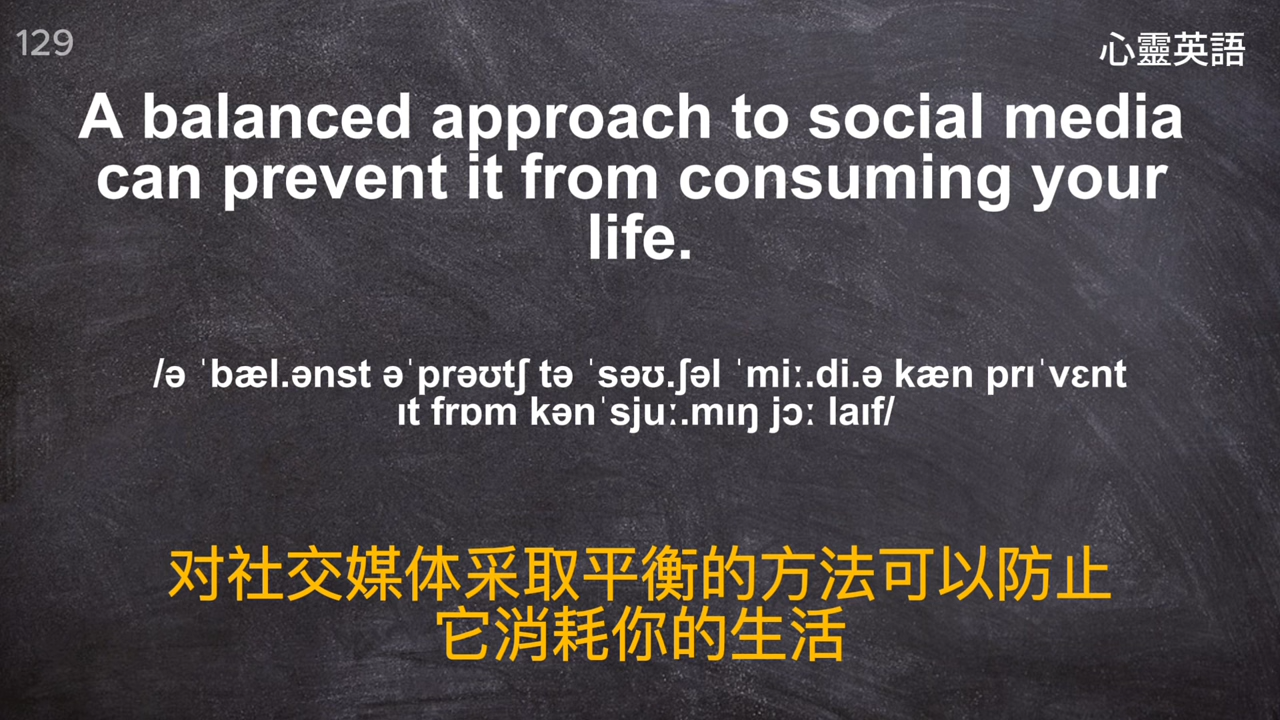 129
心靈英語
A balanced approach to social media
can prevent it from consuming your
life.
/ə ˈbæl.ənst əˈprəʊtʃ tə ˈsəʊ.ʃəl ˈmiː.di.ə kæn prɪˈvɛnt
ɪt frɒm kənˈsjuː.mɪŋ jɔː laɪf/
对社交媒体采取平衡的方法可以防止
它消耗你的生活